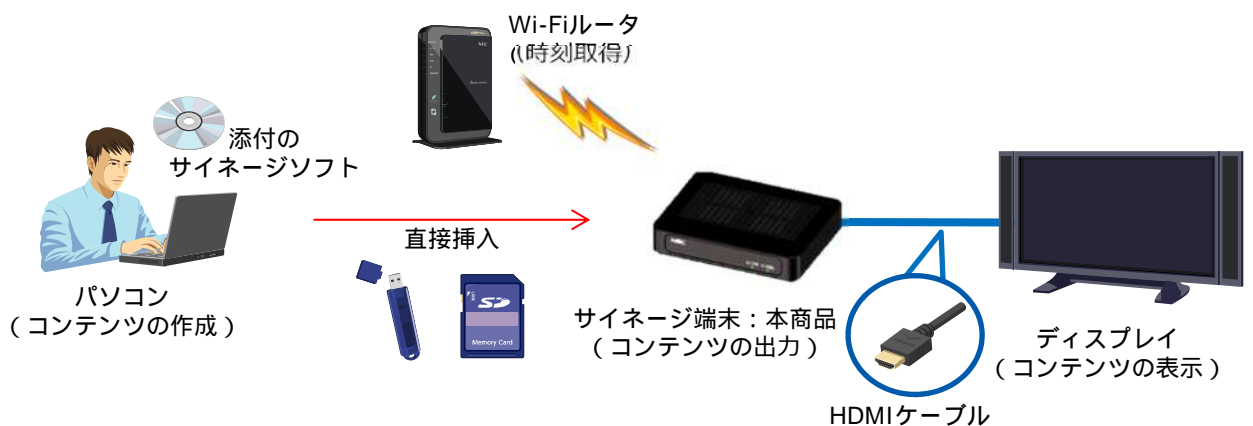 Wi-Fiルータ
(時刻取得)
添付の
サイネージソフト
直接挿入
パソコン
(コンテンツの作成)
SD
Memory Card
サイネージ端末:本商品
(コンテンツの出力)
HDMIケーブル
ディスプレイ
(コンテンツの表示)
NEC